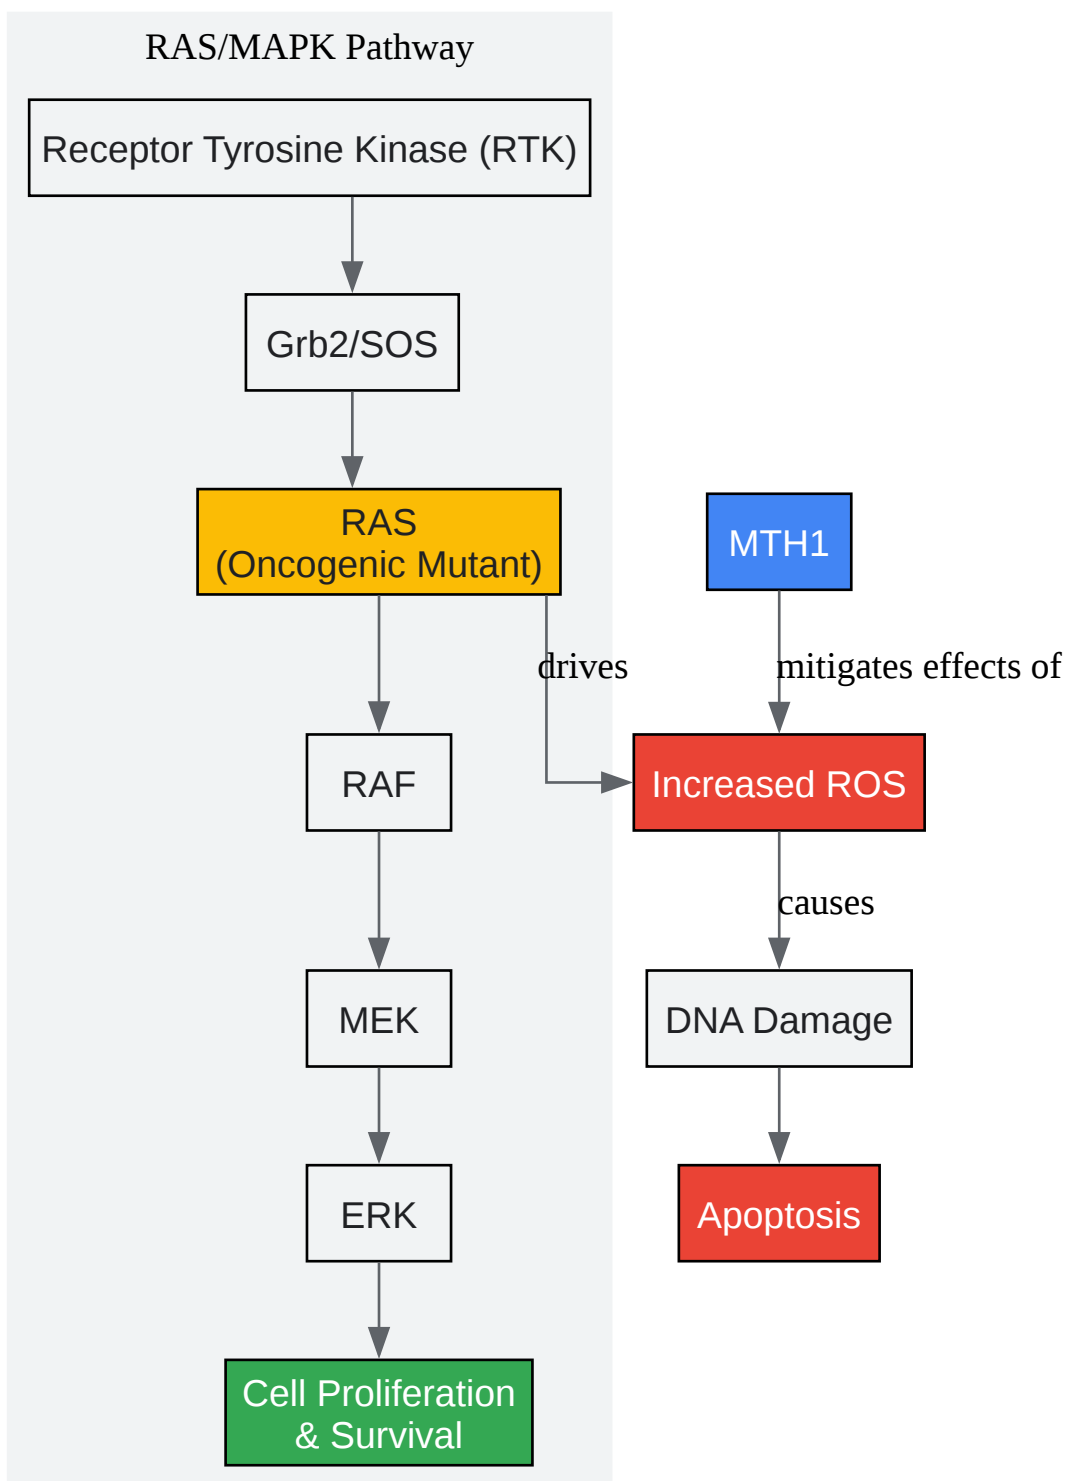 RAS/MAPK Pathway
Receptor Tyrosine Kinase (RTK)
Grb2/SOS
RAS
(Oncogenic Mutant)
MTH1
drives
mitigates effects of
RAF
Increased ROS
causes
MEK
DNA Damage
ERK
Apoptosis
Cell Proliferation
& Survival